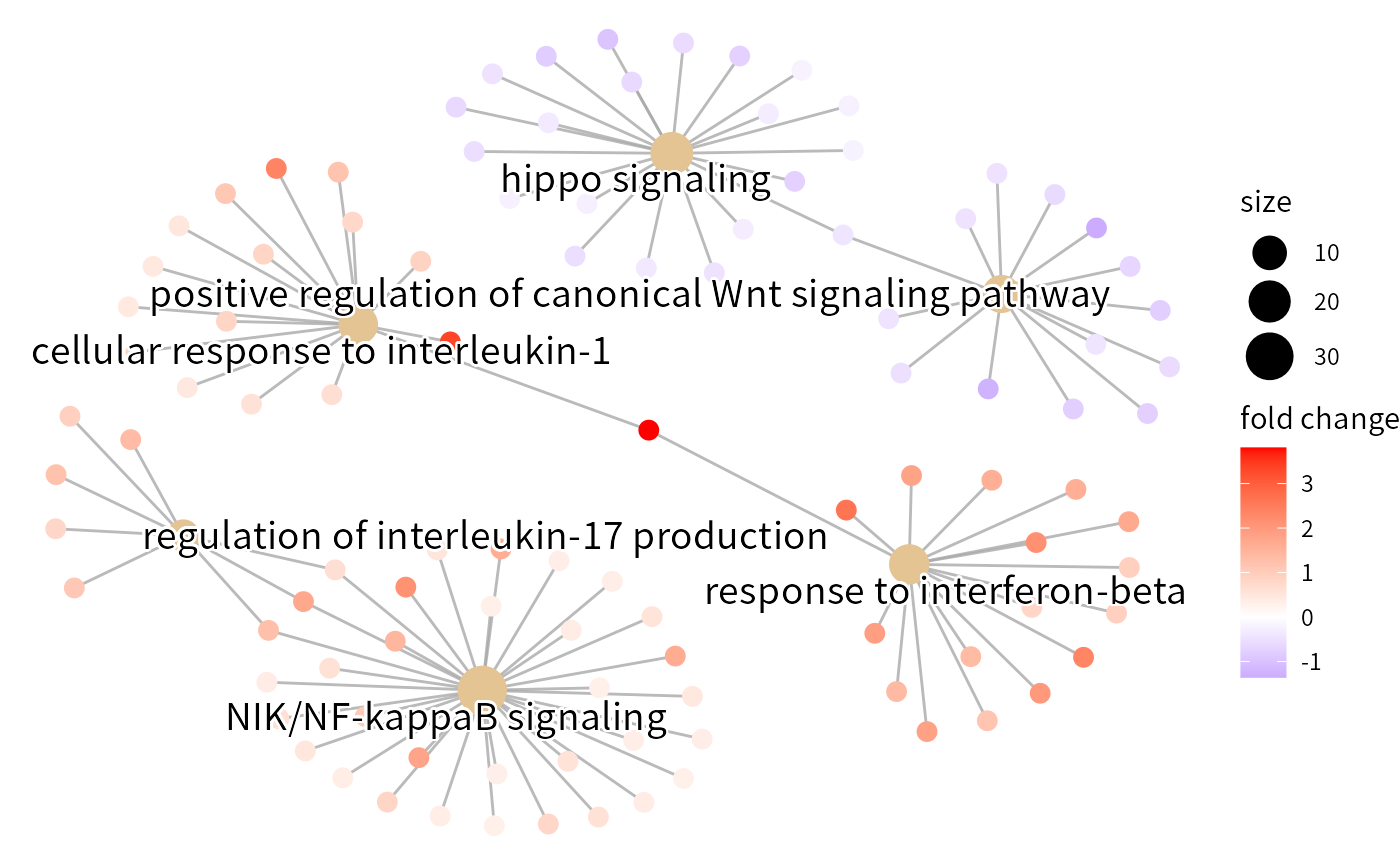 hippo signaling
positive regulation of canonical Wnt signaling pathway
cellular response to interleukin-1
regulation of interleukin-17 production
response to interferon-beta
NIK/NF-kappaB signaling
size
10
20
30
fold change
3
2
1
0
-1